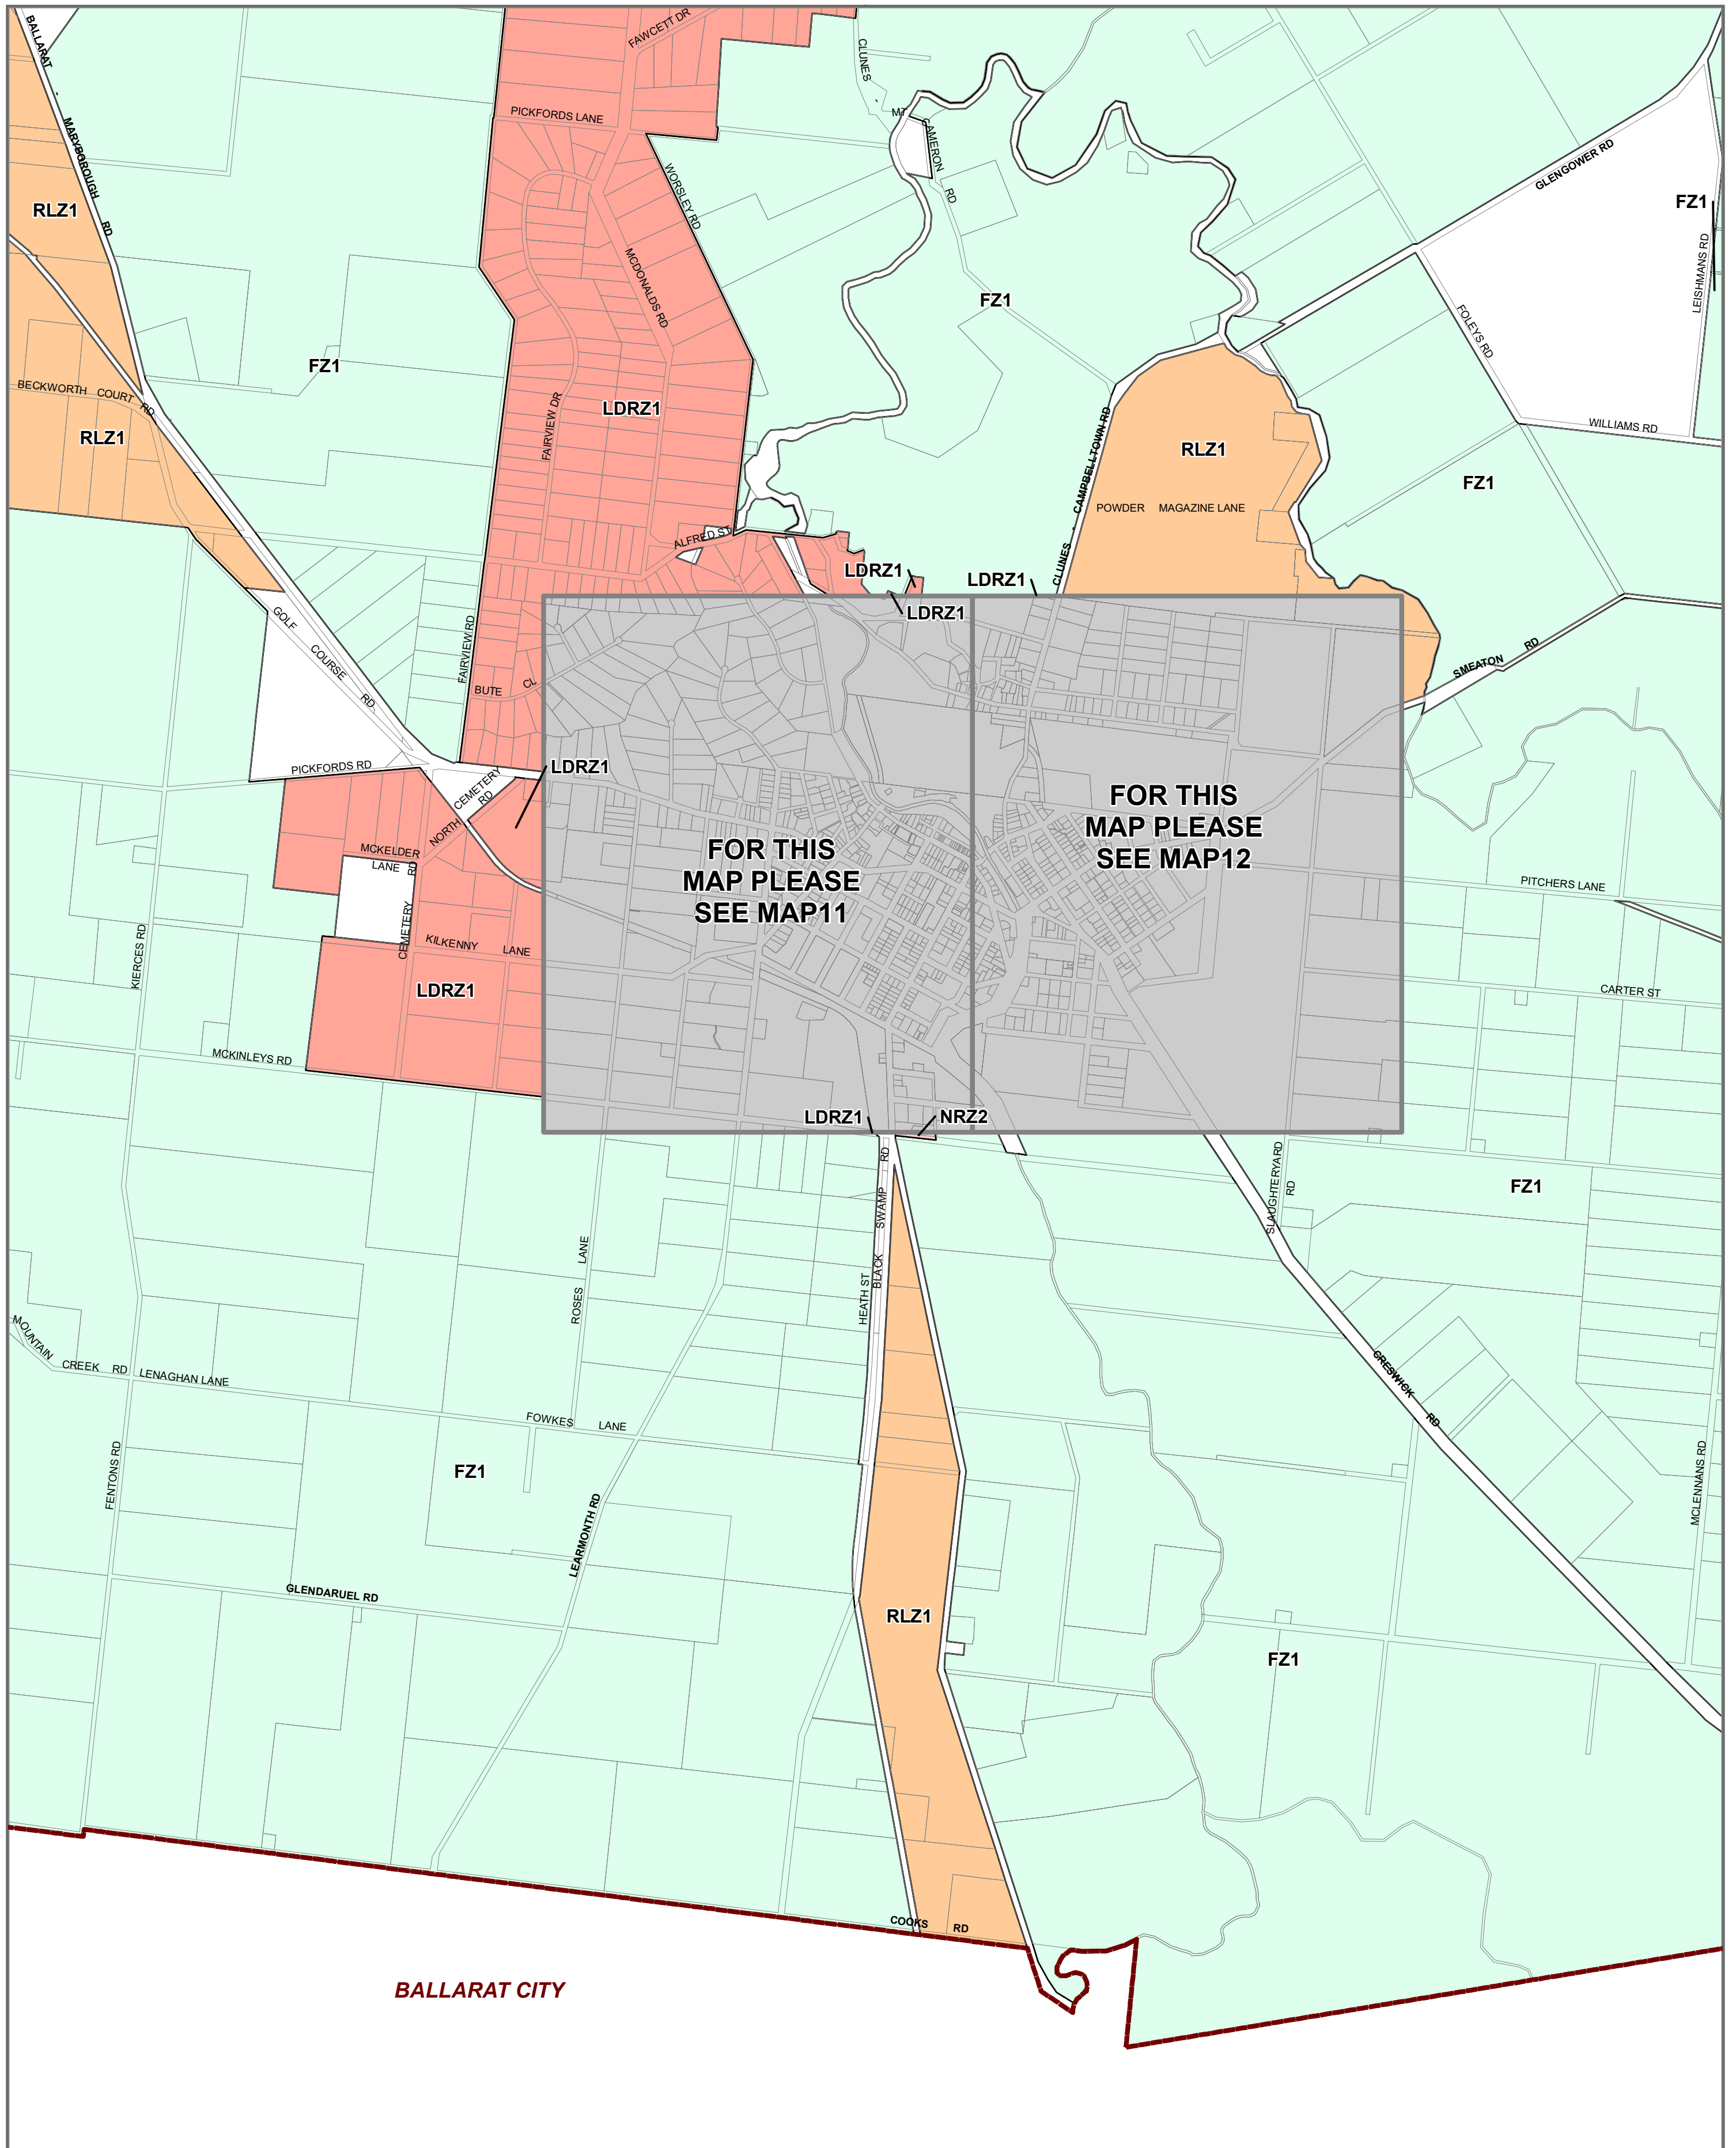 FAWCETT DR
BALLARAT - MARYBOROUGH RD
CLUNES - MT CAMERON RD
PICKFORDS LANE
GLENGOWER RD
WORSLEY RD
RLZ1
FZ1
LEISHMANS RD
MCDONALDS RD
FZ1
FOLEYS RD
FZ1
BECKWORTH COURT RD
LDRZ1
FAIRVIEW DR
RLZ1
WILLIAMS RD
RLZ1
CLUNES - CAMPBELLTOWN RD
FZ1
POWDER MAGAZINE LANE
ALFRED ST
LDRZ1
LDRZ1
LDRZ1
GOLF COURSE RD
FAIRVIEW RD
SMEATON RD
BUTE CL
PICKFORDS RD
LDRZ1
CEMETERY RD
NORTH
FOR THIS
MAP PLEASE
SEE MAP12
FOR THIS
MAP PLEASE
SEE MAP11
MCKELDER
LANE
CEMETERY RD
PITCHERS LANE
KIERCES RD
KILKENNY LANE
LDRZ1
CARTER ST
MCKINLEYS RD
LDRZ1
NRZ2
SLAUGHTERYARD RD
FZ1
BLACK SWAMP RD
HEATH ST
ROSES LANE
MOUNTAIN CREEK RD
LENAGHAN LANE
CRESWICK RD
FOWKES LANE
FENTONS RD
FZ1
MCLENNANS RD
LEARMONTH RD
GLENDARUEL RD
RLZ1
FZ1
COOKS RD
BALLARAT CITY